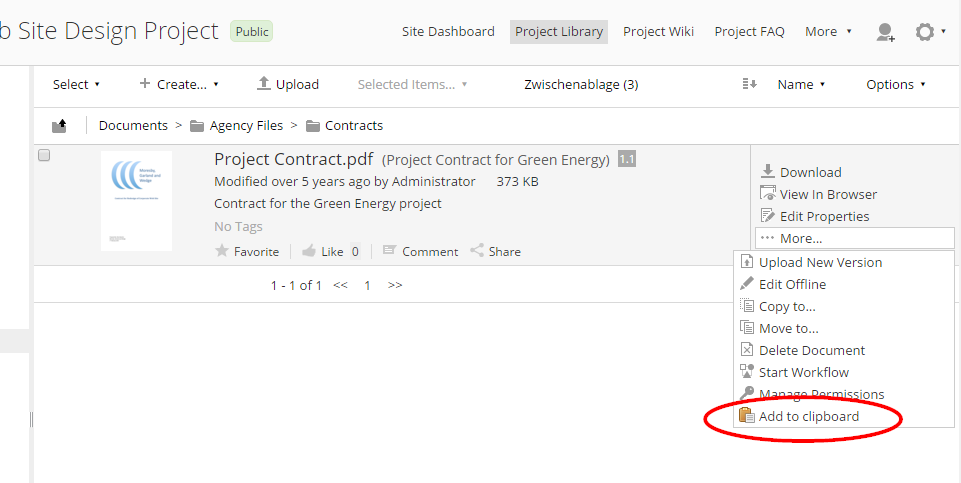 b Site Design Project Public Site Dashboard Project Library Project Wiki Project FAQ More
Select Create... Upload Selected Items... Zwischenablage (3) Name Options
Documents > Agency Files > Contracts
Project Contract.pdf (Project Contract for Green Energy) 1.1
Modified over 5 years ago by Administrator 373 KB
Contract for the Green Energy project
No Tags
Favorite Like 0 Comment Share
Download
View In Browser
Edit Properties
More...
Upload New Version
Edit Offline
Copy to...
Move to...
Delete Document
Start Workflow
Manage Permissions
Add to clipboard
1 - 1 of 1 << 1 >>